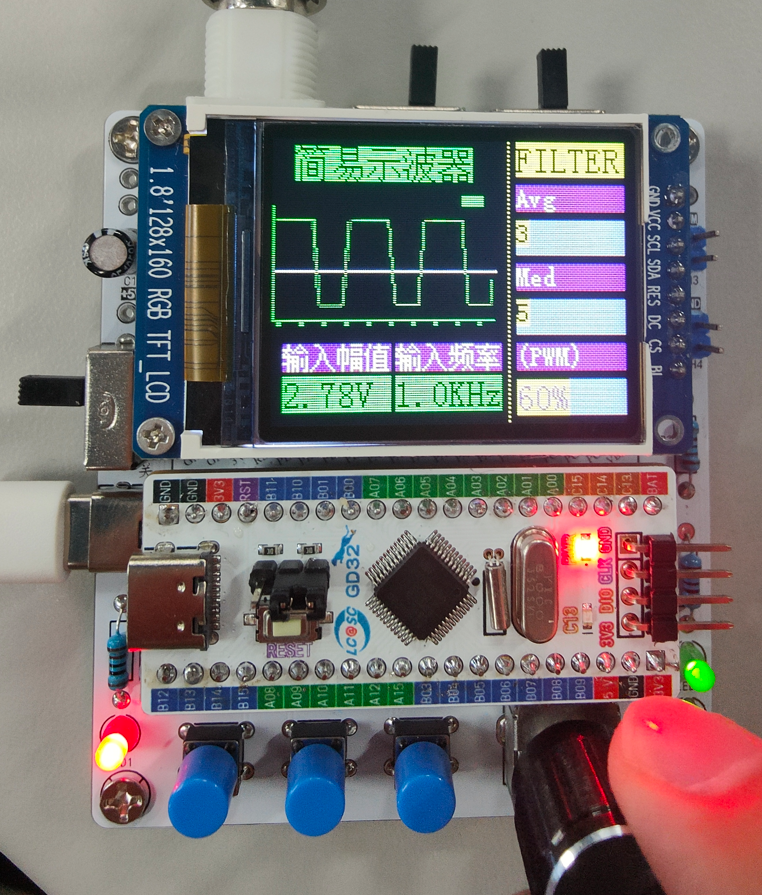 简易示波器
FILTER
Avg
3
Med
5
(PWM)
60%
输入幅值 输入频率
2.78V 1.0KHz
1.8'128x160 RGB TFT_LCD
GND VCC SCL SDA RES DC CS Bl
GND GND 3V3 RST B11 B10 B01 B00 A07 A06 A05 A04 A03 A02 A01 A00 C15 C14 C13 BAT
GD32
LC@SC
RESET
C13
3V3 DIO CLK GND
B12 B13 B14 B15 A08 A09 A10 A11 A12 A15 B03 B04 B05 B06 B07 B08 B09 5V GND 3V3